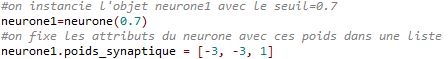 #on instancie l'objet neurone1 avec le seuil=0.7
neurone1=neurone(0.7)
#on fixe les attributs du neurone avec ces poids dans une liste
neurone1.poids_synaptique = [-3, -3, 1]